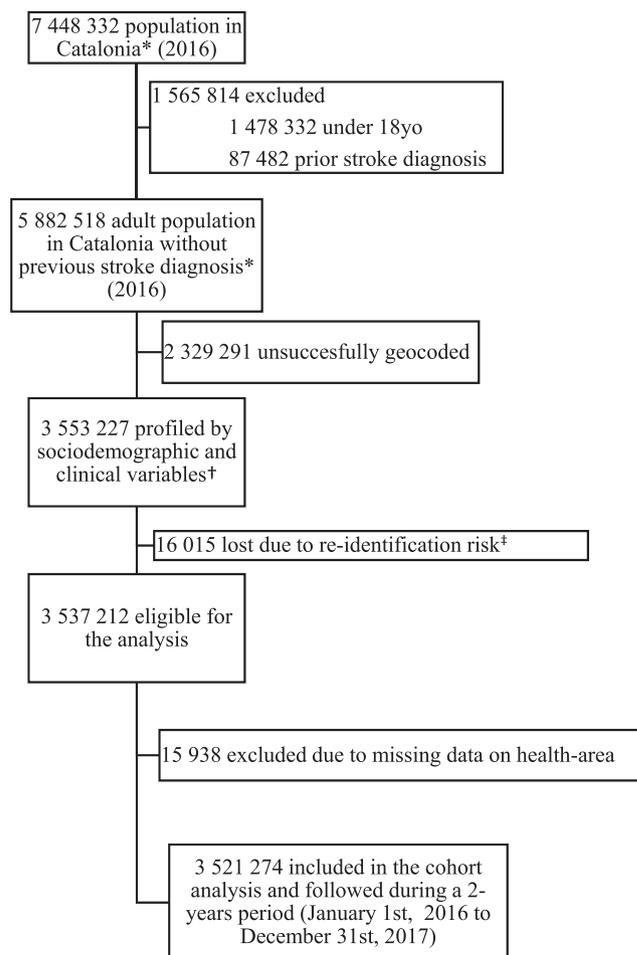 7 448 332 population in
Catalonia* (2016)
1 565 814 excluded
1 478 332 under 18yo
87 482 prior stroke diagnosis
5 882 518 adult population
in Catalonia without
previous stroke diagnosis*
(2016)
2 329 291 unsuccesfully geocoded
3 553 227 profiled by
sociodemographic and
clinical variables†
16 015 lost due to re-identification risk‡
3 537 212 eligible for
the analysis
15 938 excluded due to missing data on health-area
3 521 274 included in the cohort
analysis and followed during a 2-
years period (January 1st, 2016 to
December 31st, 2017)